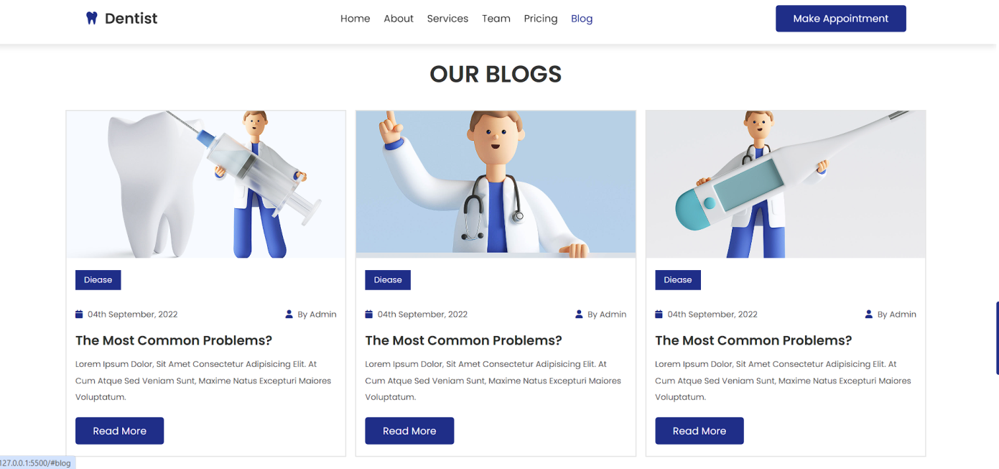 Dentist
Home About Services Team Pricing Blog
Make Appointment
OUR BLOGS
Diease
04th September, 2022 By Admin
The Most Common Problems?
Lorem Ipsum Dolor, Sit Amet Consectetur Adipisicing Elit. At
Cum Atque Sed Veniam Sunt, Maxime Natus Excepturi Maiores
Voluptatum.
Read More
Diease
04th September, 2022 By Admin
The Most Common Problems?
Lorem Ipsum Dolor, Sit Amet Consectetur Adipisicing Elit. At
Cum Atque Sed Veniam Sunt, Maxime Natus Excepturi Maiores
Voluptatum.
Read More
Diease
04th September, 2022 By Admin
The Most Common Problems?
Lorem Ipsum Dolor, Sit Amet Consectetur Adipisicing Elit. At
Cum Atque Sed Veniam Sunt, Maxime Natus Excepturi Maiores
Voluptatum.
Read More
127.0.0.1:5500/#blog